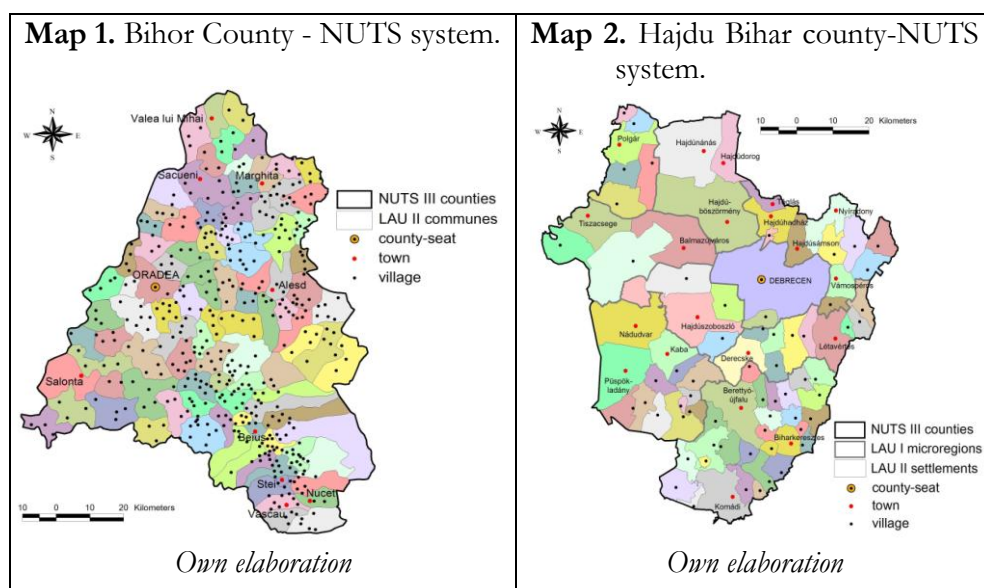 Map 1. Bihor County - NUTS system.
N
W E
S
Valea lui Mihai
Sacueni
Marghita
NUTS III counties
LAU II communes
county-seat
town
village
ORADEA
Alesd
Salonta
Beius
Stei
Nucet
Vascau
10 0 10 20 Kilometers
Own elaboration
Map 2. Hajdu Bihar county-NUTS
system.
N
W E
S
10 0 10 20
Kilometers
Polgár
Hajdúnánás
Hajdúdorog
Téglás
Hajdú-
böszörmény
Hajdúhadház
Nyíradony
Tiszacsege
Balmazújváros
Hajdúsámson
DEBRECEN
Vámospércs
Nádudvar
Hajdúszoboszló
Kaba
Derecske
Létavértes
Püspök-
ladány
Berettyó-
újfalu
Biharkeresztes
Komádi
NUTS III counties
LAU I microregions
LAU II settlements
county-seat
town
village
Own elaboration